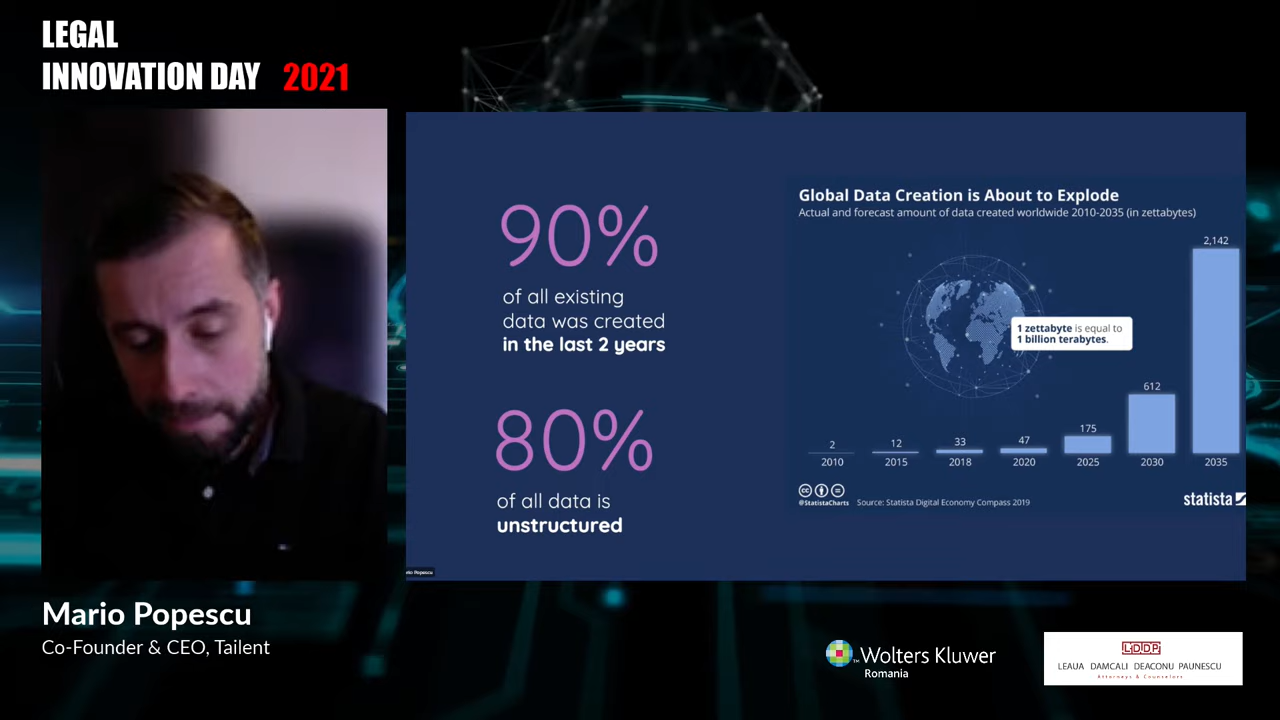 LEGAL
INNOVATION DAY 2021
90%
of all existing
data was created
in the last 2 years
80%
of all data is
unstructured
Global Data Creation is About to Explode
Actual and forecast amount of data created worldwide 2010-2035 (in zettabytes)
1 zettabyte is equal to
1 billion terabytes.
2
12
33
47
175
612
2,142
2010
2015
2018
2020
2025
2030
2035
@StatistaCharts Source: Statista Digital Economy Compass 2019
statista
Popescu
Mario Popescu
Co-Founder & CEO, Tailent
Wolters Kluwer
Romania
LDDP
LEAUA DAMCALI DEACONU PAUNESCU
Attorneys & Counselors